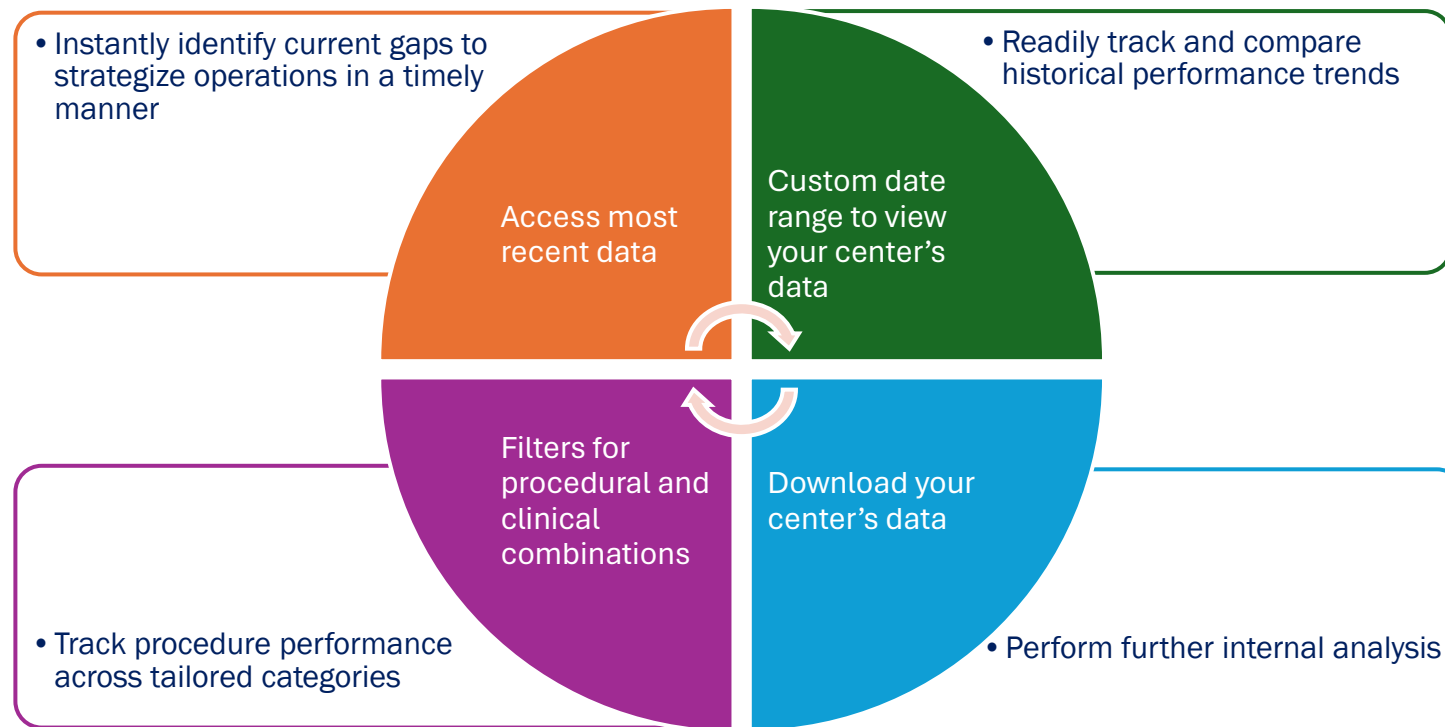 • Instantly identify current gaps to
strategize operations in a timely
manner
• Readily track and compare
historical performance trends
Access most
recent data
Custom date
range to view
your center’s
data
Filters for
procedural and
clinical
combinations
Download your
center’s data
• Track procedure performance
across tailored categories
• Perform further internal analysis